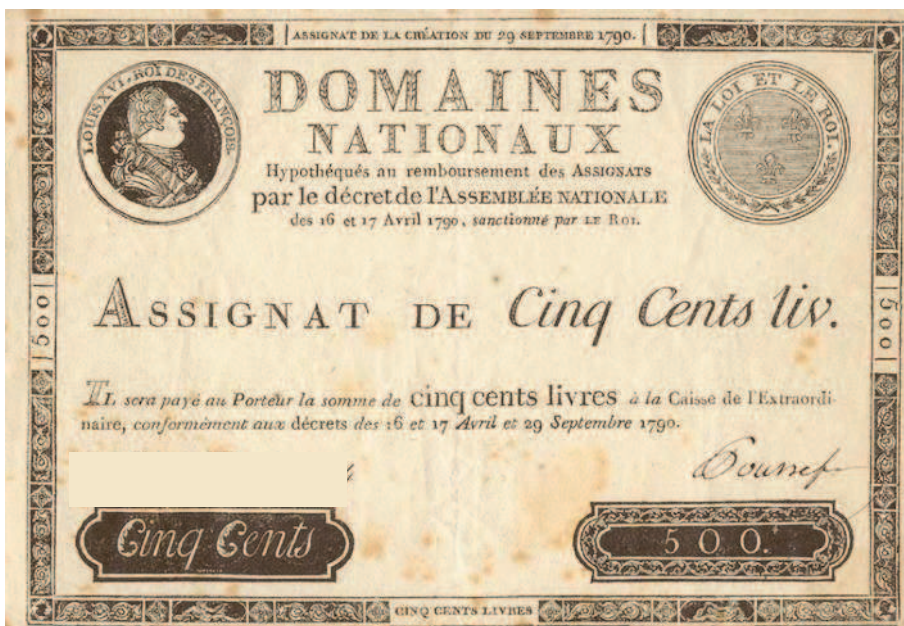 ASSIGNAT DE LA CRÉATION DU 29 SEPTEMBRE 1790.
LOUIS XVI, ROI DES FRANÇOIS.
DOMAINES
NATIONAUX
LA LOI ET LE ROI.
Hypothéqués au remboursement des ASSIGNATS
par le décret de l'ASSEMBLÉE NATIONALE
des 16 et 17 Avril 1790, sanctionné par LE ROI.
500
500
ASSIGNAT DE Cinq Cents liv.
IL sera payé au Porteur la somme de cinq cents livres à la Caisse de l'Extraordi-
naire, conformément aux décrets des 16 et 17 Avril et 29 Septembre 1790.
Cinq Cents
500.
CINQ CENTS LIVRES